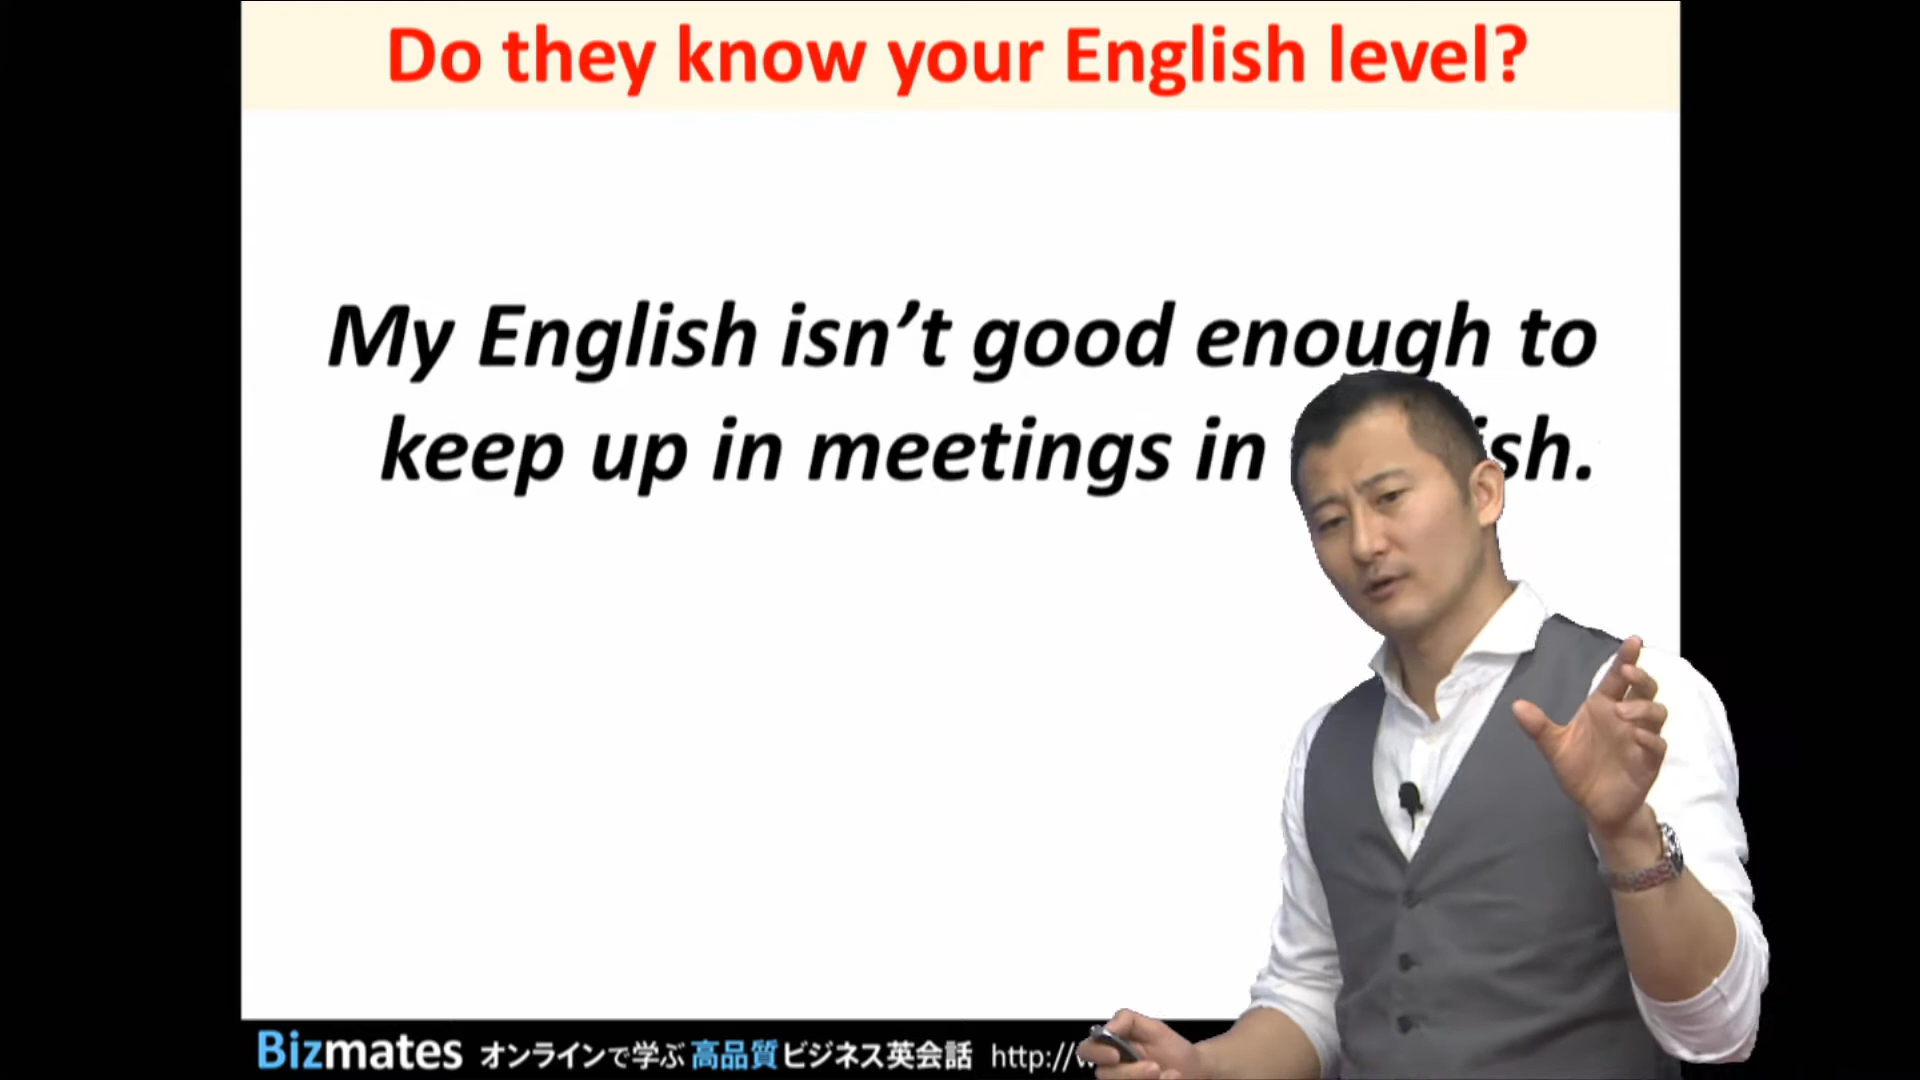 Do they know your English level?
My English isn't good enough to
keep up in meetings in
Bizmates オンラインで学ぶ 高品質 ビジネス英会話 http://